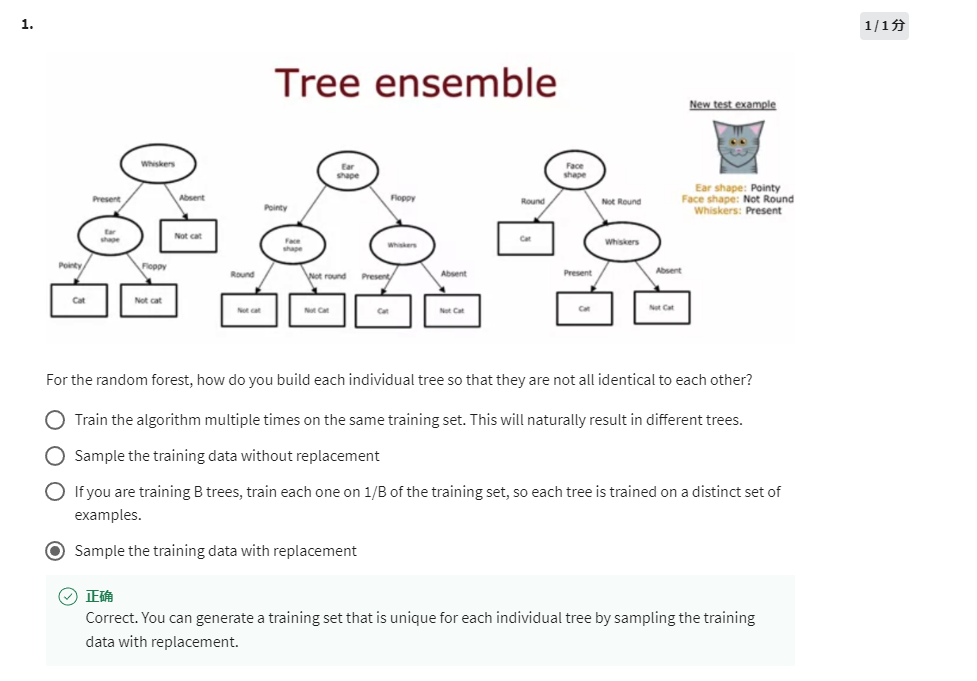 1.
1 / 1 分
Tree ensemble
New test example
Ear shape: Pointy
Face shape: Not Round
Whiskers: Present
Whiskers
Present
Absent
Ear
shape
Not cat
Pointy
Floppy
Cat
Not cat
Ear
shape
Pointy
Floppy
Face
shape
Whiskers
Round
Not round
Present
Absent
Not cat
Not Cat
Cat
Not Cat
Face
shape
Round
Not Round
Cat
Whiskers
Present
Absent
Cat
Not Cat
For the random forest, how do you build each individual tree so that they are not all identical to each other?
Train the algorithm multiple times on the same training set. This will naturally result in different trees.
Sample the training data without replacement
If you are training B trees, train each one on 1/B of the training set, so each tree is trained on a distinct set of
examples.
Sample the training data with replacement
正确
Correct. You can generate a training set that is unique for each individual tree by sampling the training
data with replacement.